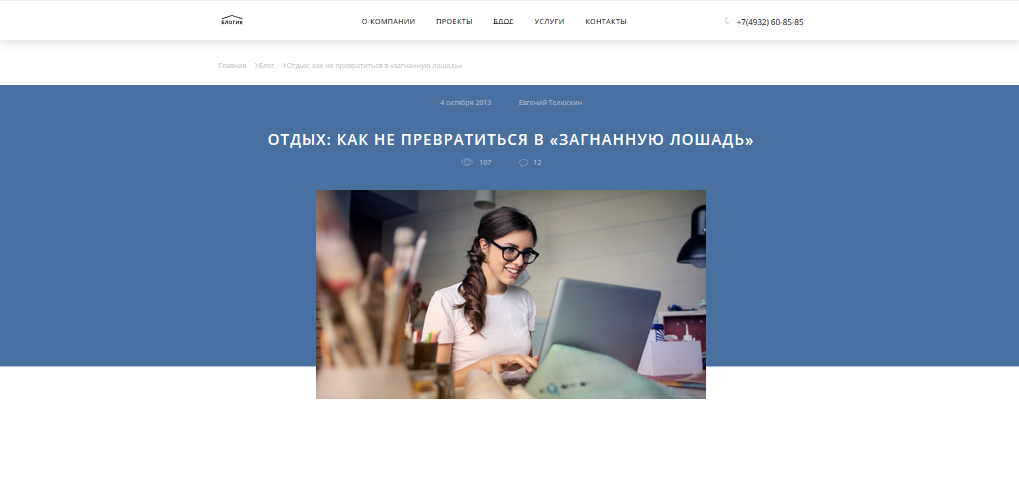 БЛОГИК
О КОМПАНИИ ПРОЕКТЫ БЛОГ УСЛУГИ КОНТАКТЫ +7(4932) 60-85-85
Главная >Блог >Отдых: как не превратиться в «загнанную лошадь»
4 октября 2013 Евгений Телюскин
ОТДЫХ: КАК НЕ ПРЕВРАТИТЬСЯ В «ЗАГНАННУЮ ЛОШАДЬ»
107 12